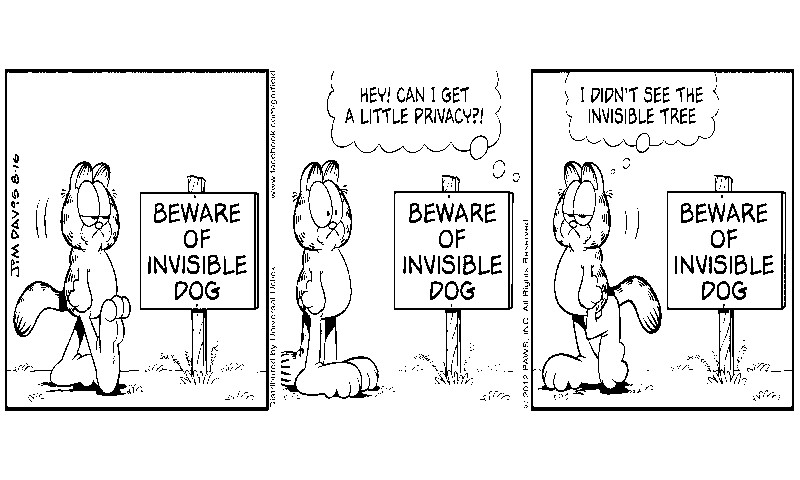 JIM DAVIS 8-16
BEWARE
OF
INVISIBLE
DOG
www.facebook.com/garfield
Distributed by Universal Uclick
HEY! CAN I GET
A LITTLE PRIVACY?!
BEWARE
OF
INVISIBLE
DOG
© 2012 PAWS, INC. All Rights Reserved.
I DIDN'T SEE THE
INVISIBLE TREE
BEWARE
OF
INVISIBLE
DOG